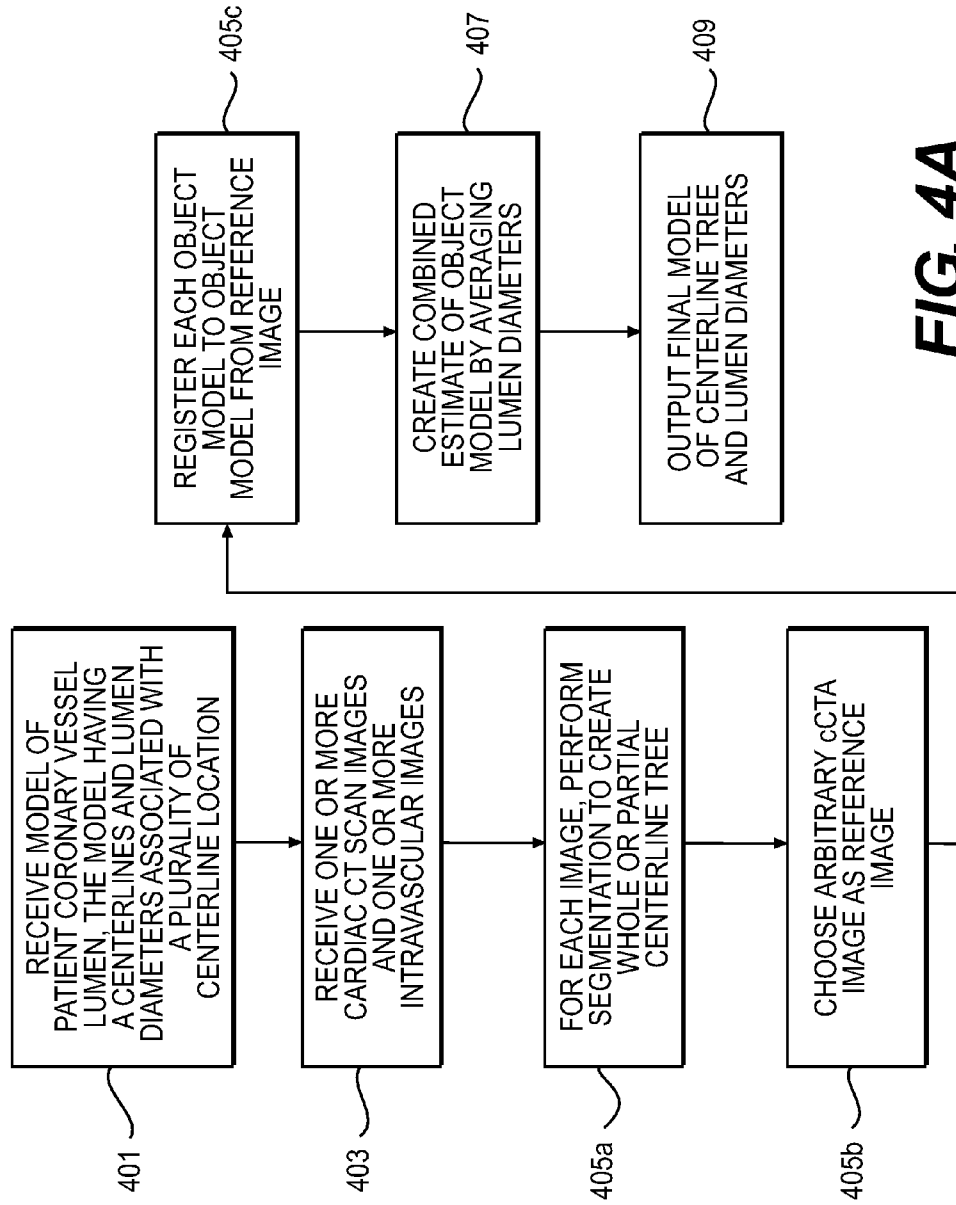 401
RECEIVE MODEL OF
PATIENT CORONARY VESSEL
LUMEN, THE MODEL HAVING
A CENTERLINES AND LUMEN
DIAMETERS ASSOCIATED WITH
A PLURALITY OF
CENTERLINE LOCATION
403
RECEIVE ONE OR MORE
CARDIAC CT SCAN IMAGES
AND ONE OR MORE
INTRAVASCULAR IMAGES
405a
FOR EACH IMAGE, PERFORM
SEGMENTATION TO CREATE
WHOLE OR PARTIAL
CENTERLINE TREE
405b
CHOOSE ARBITRARY cCTA
IMAGE AS REFERENCE
IMAGE
405c
REGISTER EACH OBJECT
MODEL TO OBJECT
MODEL FROM REFERENCE
IMAGE
407
CREATE COMBINED
ESTIMATE OF OBJECT
MODEL BY AVERAGING
LUMEN DIAMETERS
409
OUTPUT FINAL MODEL
OF CENTERLINE TREE
AND LUMEN DIAMETERS
FIG. 4A